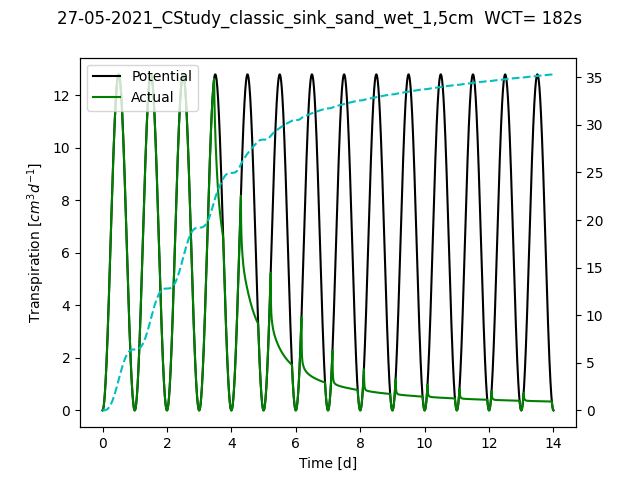 27-05-2021_CStudy_classic_sink_sand_wet_1,5cm  WCT= 182s
Potential
Actual
12
10
8
6
4
2
0
Transpiration [cm³d⁻¹]
35
30
25
20
15
10
5
0
0 2 4 6 8 10 12 14
Time [d]